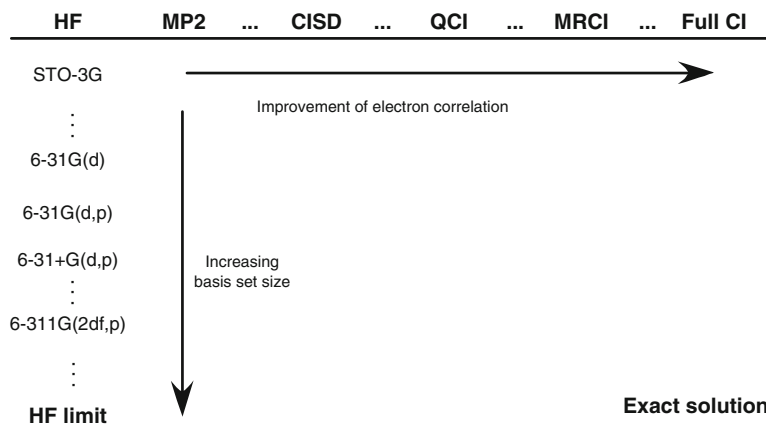 HF MP2 ... CISD ... QCI ... MRCI ... Full CI
STO-3G
Improvement of electron correlation
6-31G(d)
6-31G(d,p)
6-31+G(d,p)
Increasing
basis set size
6-311G(2df,p)
HF limit
Exact solution